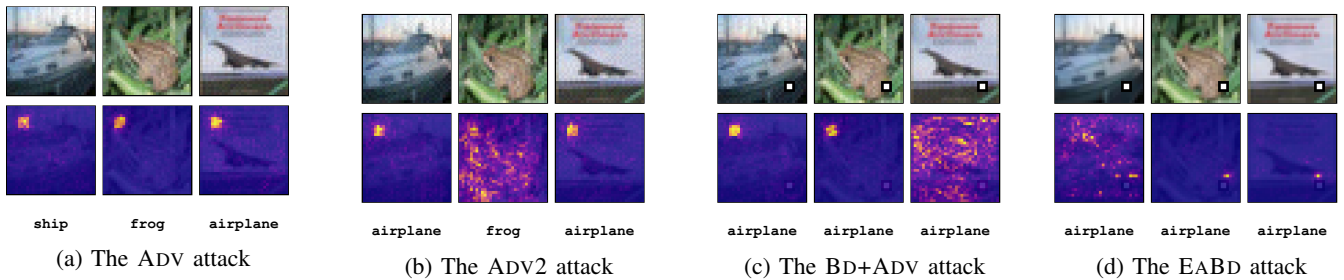 ship frog airplane
(a) The ADV attack
airplane frog airplane
(b) The ADV2 attack
airplane airplane airplane
(c) The BD+ADV attack
airplane airplane airplane
(d) The EABD attack